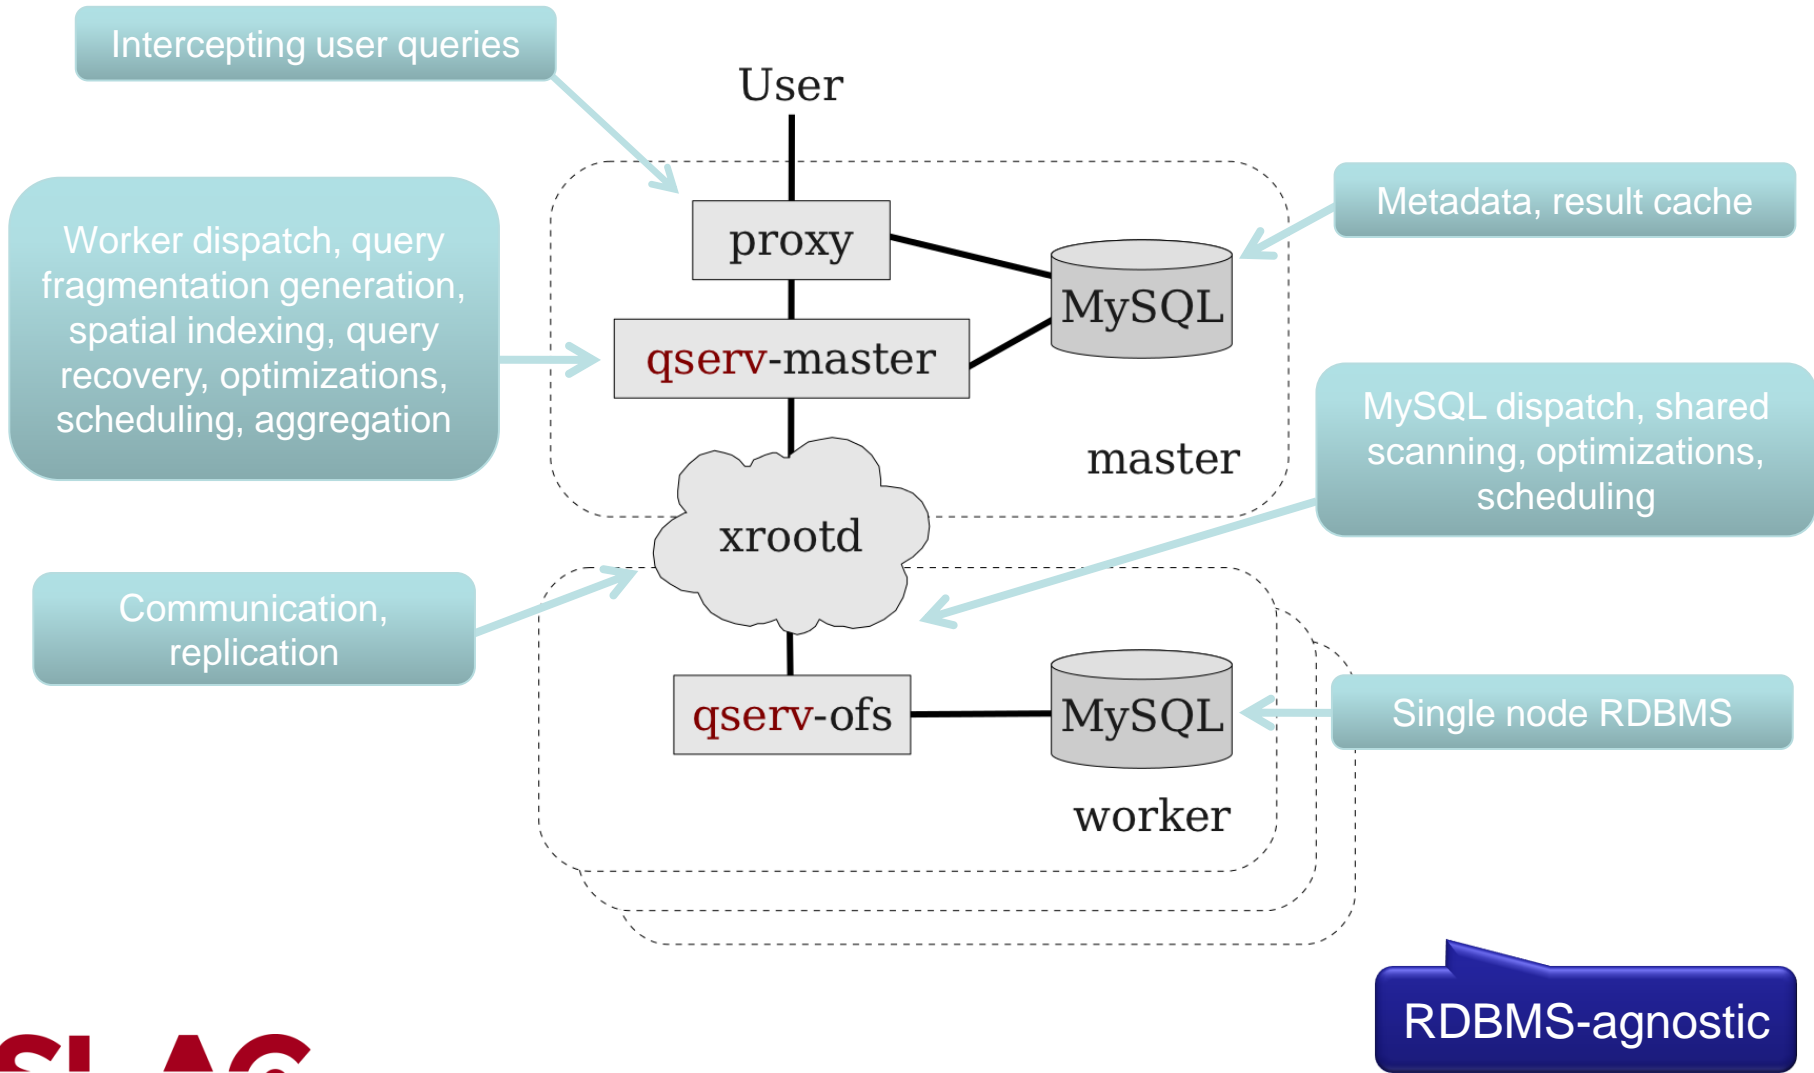 Intercepting user queries
User
Worker dispatch, query
fragmentation generation,
spatial indexing, query
recovery, optimizations,
scheduling, aggregation
proxy
Metadata, result cache
MySQL
qserv-master
master
MySQL dispatch, shared
scanning, optimizations,
scheduling
xrootd
Communication,
replication
qserv-ofs
MySQL
Single node RDBMS
worker
RDBMS-agnostic
SLAC